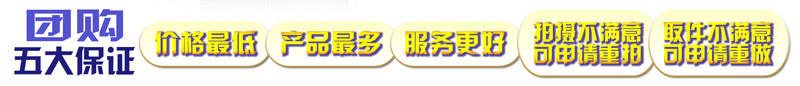 团购
五大保证
价格最低
产品最多
服务更好
拍摄不满意
可申请重拍
取件不满意
可申请重做